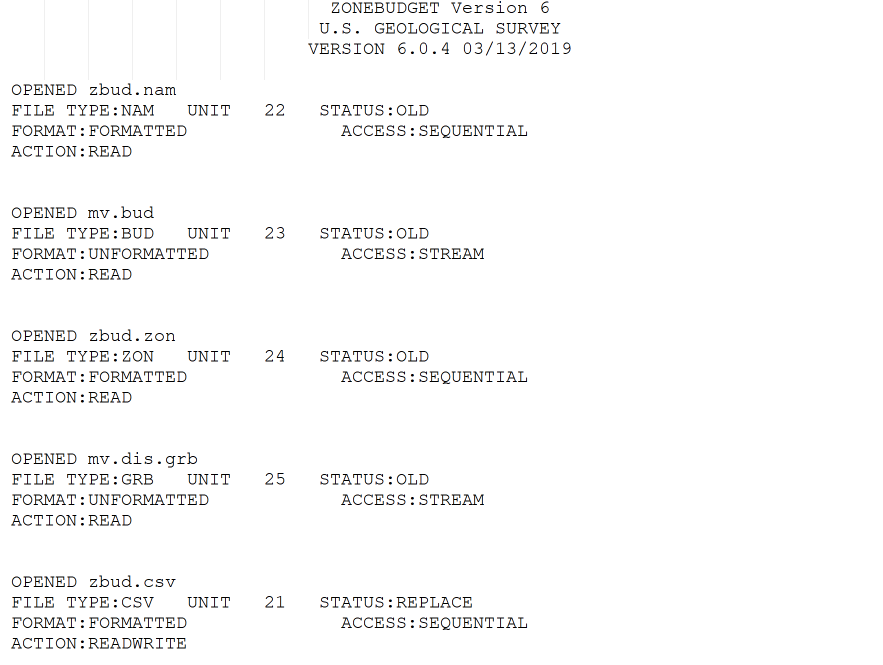 ZONEBUDGET Version 6
U.S. GEOLOGICAL SURVEY
VERSION 6.0.4 03/13/2019
OPENED zbud.nam
FILE TYPE:NAM   UNIT   22   STATUS:OLD
FORMAT:FORMATTED              ACCESS:SEQUENTIAL
ACTION:READ
OPENED mv.bud
FILE TYPE:BUD   UNIT   23   STATUS:OLD
FORMAT:UNFORMATTED            ACCESS:STREAM
ACTION:READ
OPENED zbud.zon
FILE TYPE:ZON   UNIT   24   STATUS:OLD
FORMAT:FORMATTED              ACCESS:SEQUENTIAL
ACTION:READ
OPENED mv.dis.grb
FILE TYPE:GRB   UNIT   25   STATUS:OLD
FORMAT:UNFORMATTED            ACCESS:STREAM
ACTION:READ
OPENED zbud.csv
FILE TYPE:CSV   UNIT   21   STATUS:REPLACE
FORMAT:FORMATTED              ACCESS:SEQUENTIAL
ACTION:READWRITE